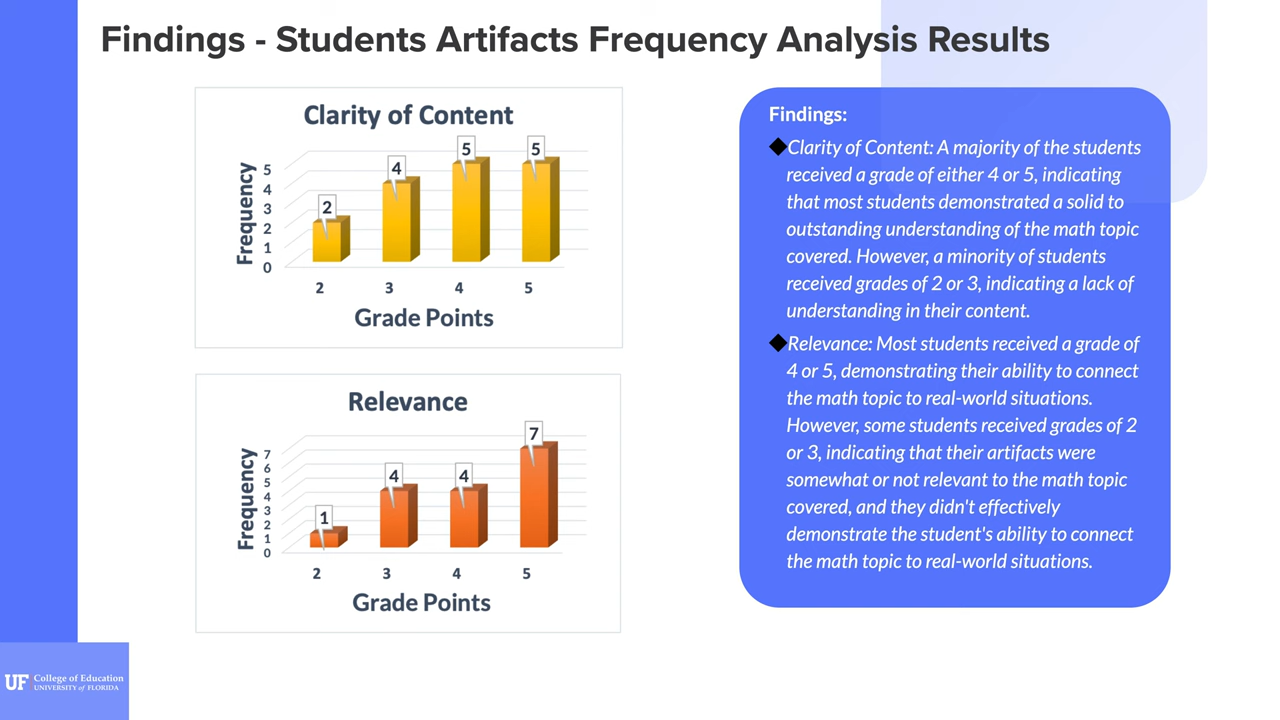 Findings - Students Artifacts Frequency Analysis Results
Clarity of Content
Frequency
5
4
3
2
1
0
2
4
5
5
2
3
4
5
Grade Points
Relevance
Frequency
7
6
5
4
3
2
1
0
1
4
4
7
2
3
4
5
Grade Points
Findings:
Clarity of Content: A majority of the students
received a grade of either 4 or 5, indicating
that most students demonstrated a solid to
outstanding understanding of the math topic
covered. However, a minority of students
received grades of 2 or 3, indicating a lack of
understanding in their content.
Relevance: Most students received a grade of
4 or 5, demonstrating their ability to connect
the math topic to real-world situations.
However, some students received grades of 2
or 3, indicating that their artifacts were
somewhat or not relevant to the math topic
covered, and they didn't effectively
demonstrate the student's ability to connect
the math topic to real-world situations.
UF College of Education
UNIVERSITY of FLORIDA